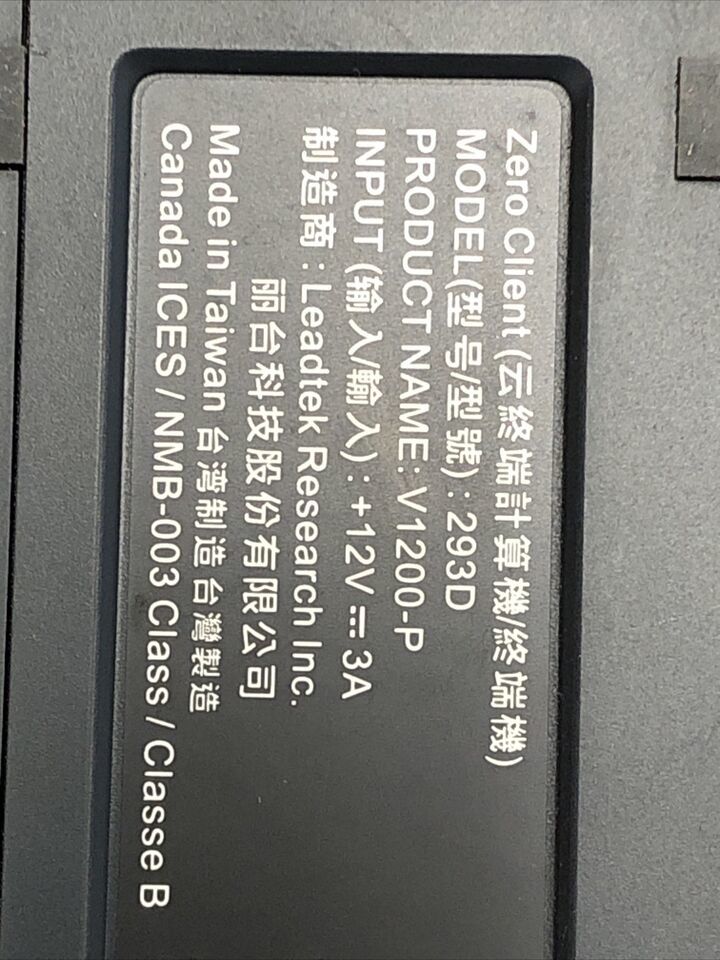 Zero Client (云終端計算機/終端機)
MODEL(型号/型號) : 293D
PRODUCT NAME: V1200-P
INPUT (输入/輸入) : +12V ⎓ 3A
制造商 : Leadtek Research Inc.
丽台科技股份有限公司
Made in Taiwan 台湾制造 台灣製造
Canada ICES / NMB-003 Class / Classe B